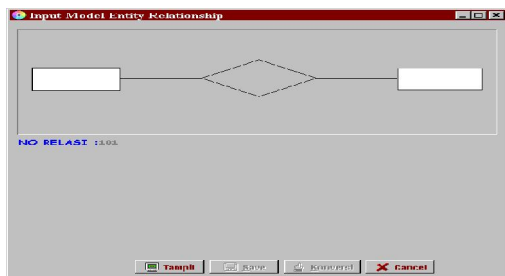 Input Model Entity Relationship
NO RELASI :101
Tampil Save Konversi Cancel